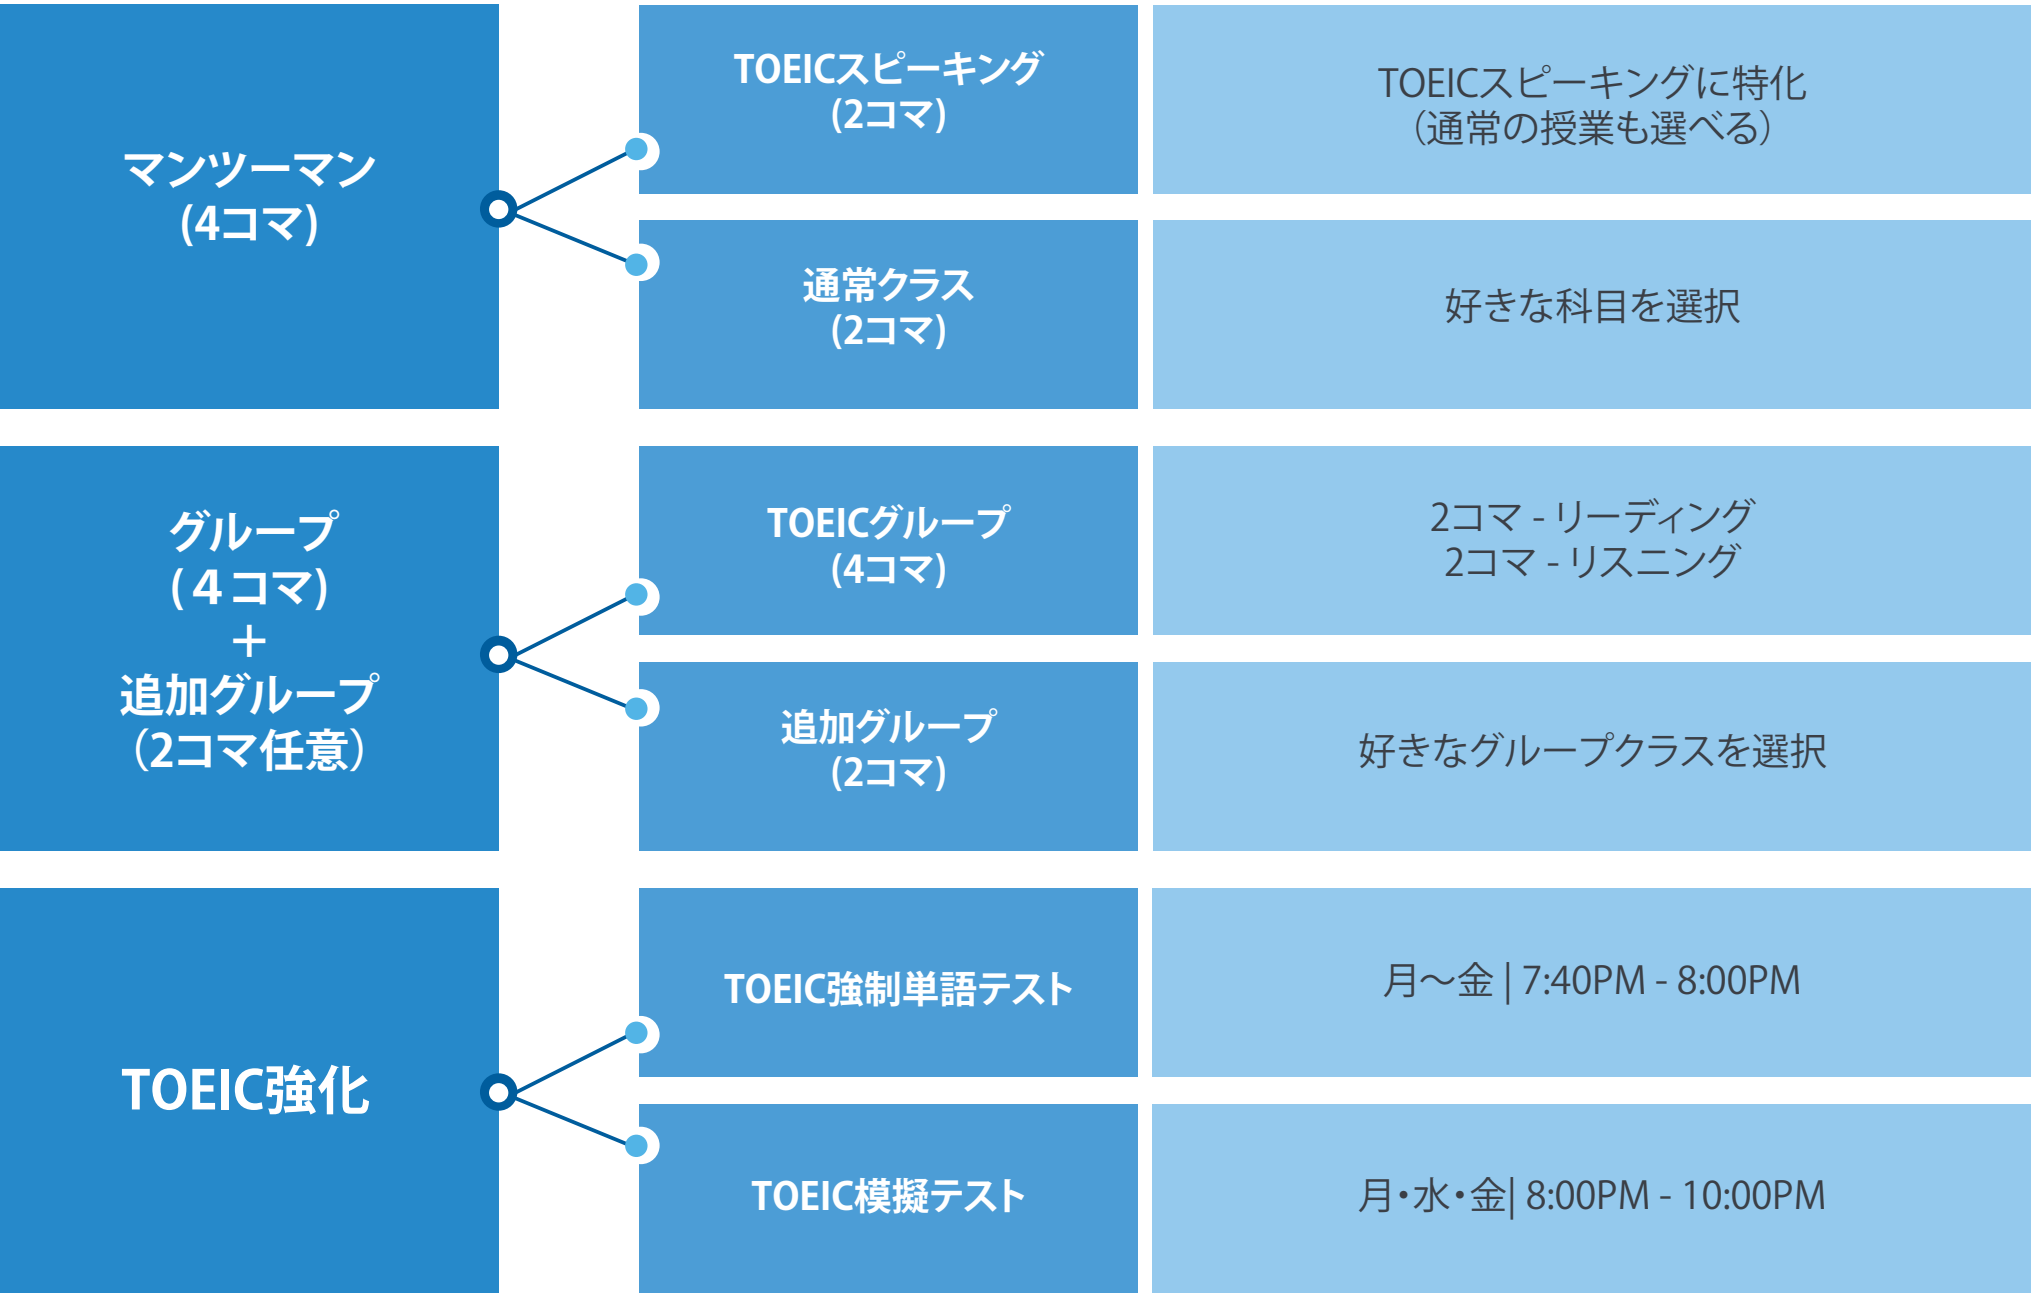 マンツーマン
(4コマ)
TOEICスピーキング
(2コマ)
TOEICスピーキングに特化
（通常の授業も選べる）
通常クラス
(2コマ)
好きな科目を選択
グループ
(４コマ)
＋
追加グループ
（2コマ任意）
TOEICグループ
(4コマ)
2コマ - リーディング
2コマ - リスニング
追加グループ
(2コマ)
好きなグループクラスを選択
TOEIC強化
TOEIC強制単語テスト
月〜金 | 7:40PM - 8:00PM
TOEIC模擬テスト
月・水・金| 8:00PM - 10:00PM